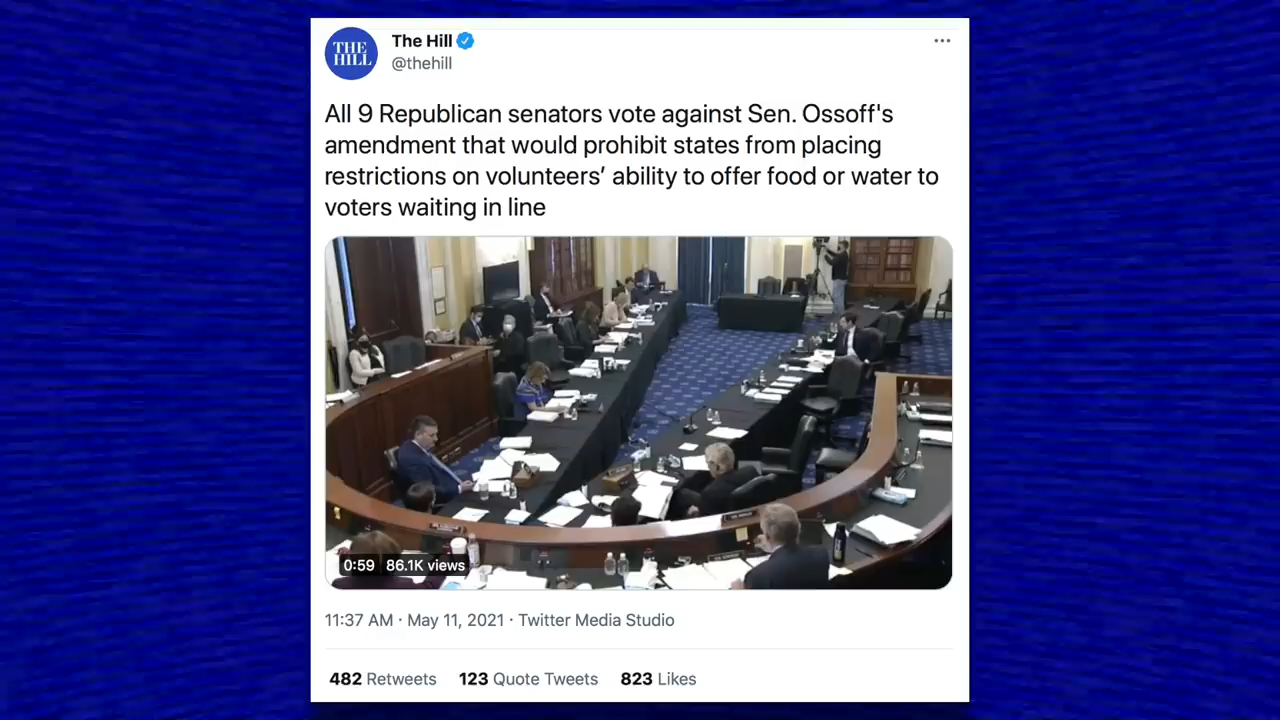 THE
HILL
The Hill
@thehill
All 9 Republican senators vote against Sen. Ossoff's
amendment that would prohibit states from placing
restrictions on volunteers’ ability to offer food or water to
voters waiting in line
0:59 86.1K views
11:37 AM · May 11, 2021 · Twitter Media Studio
482 Retweets 123 Quote Tweets 823 Likes